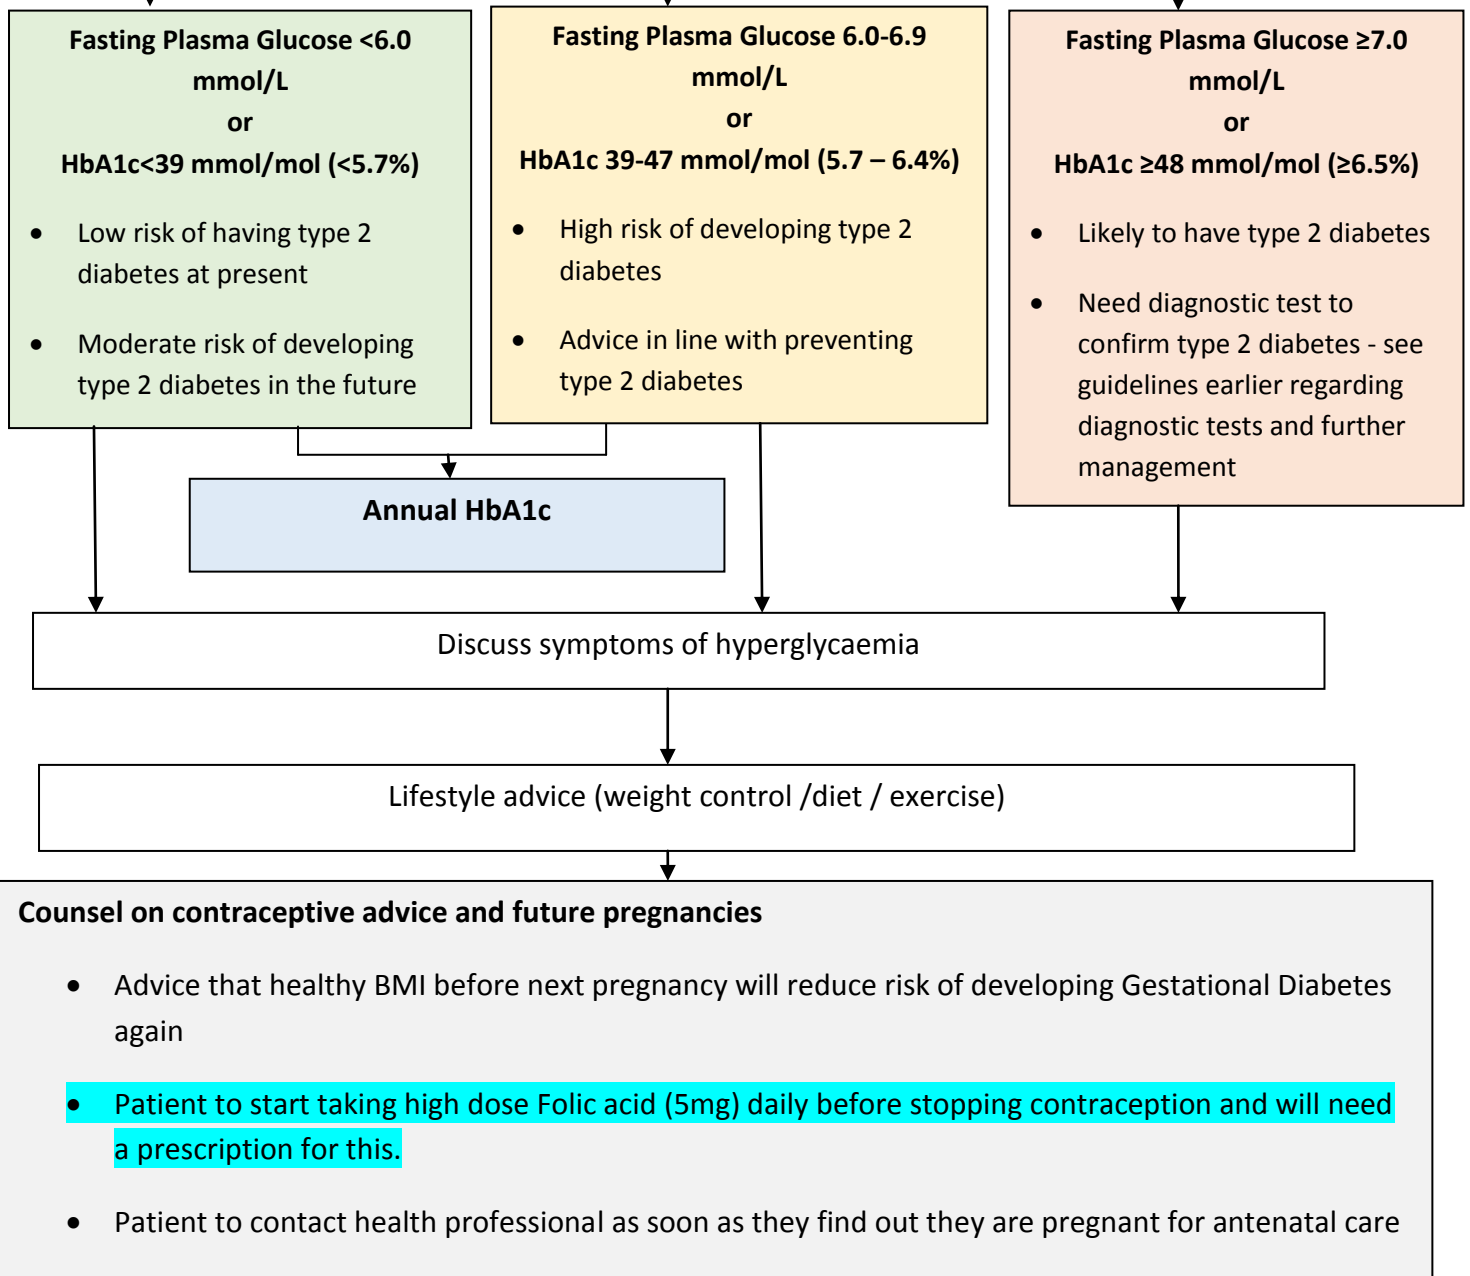 Fasting Plasma Glucose <6.0
mmol/L
or
HbA1c<39 mmol/mol (<5.7%)
• Low risk of having type 2
diabetes at present
• Moderate risk of developing
type 2 diabetes in the future
Fasting Plasma Glucose 6.0-6.9
mmol/L
or
HbA1c 39-47 mmol/mol (5.7 – 6.4%)
• High risk of developing type 2
diabetes
• Advice in line with preventing
type 2 diabetes
Fasting Plasma Glucose ≥7.0
mmol/L
or
HbA1c ≥48 mmol/mol (≥6.5%)
• Likely to have type 2 diabetes
• Need diagnostic test to
confirm type 2 diabetes - see
guidelines earlier regarding
diagnostic tests and further
management
Annual HbA1c
Discuss symptoms of hyperglycaemia
Lifestyle advice (weight control /diet / exercise)
Counsel on contraceptive advice and future pregnancies
• Advice that healthy BMI before next pregnancy will reduce risk of developing Gestational Diabetes
again
• Patient to start taking high dose Folic acid (5mg) daily before stopping contraception and will need
a prescription for this.
• Patient to contact health professional as soon as they find out they are pregnant for antenatal care